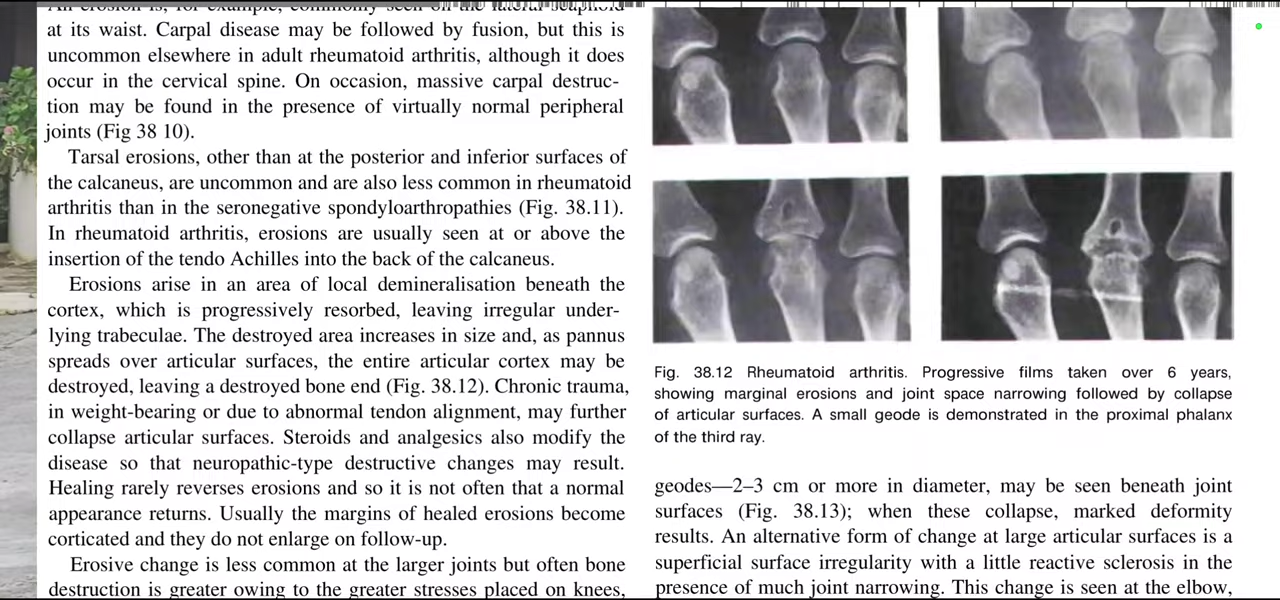 at its waist. Carpal disease may be followed by fusion, but this is
uncommon elsewhere in adult rheumatoid arthritis, although it does
occur in the cervical spine. On occasion, massive carpal destruc-
tion may be found in the presence of virtually normal peripheral
joints (Fig 38 10).
Tarsal erosions, other than at the posterior and inferior surfaces of
the calcaneus, are uncommon and are also less common in rheumatoid
arthritis than in the seronegative spondyloarthropathies (Fig. 38.11).
In rheumatoid arthritis, erosions are usually seen at or above the
insertion of the tendo Achilles into the back of the calcaneus.
Erosions arise in an area of local demineralisation beneath the
cortex, which is progressively resorbed, leaving irregular under-
lying trabeculae. The destroyed area increases in size and, as pannus
spreads over articular surfaces, the entire articular cortex may be
destroyed, leaving a destroyed bone end (Fig. 38.12). Chronic trauma,
in weight-bearing or due to abnormal tendon alignment, may further
collapse articular surfaces. Steroids and analgesics also modify the
disease so that neuropathic-type destructive changes may result.
Healing rarely reverses erosions and so it is not often that a normal
appearance returns. Usually the margins of healed erosions become
corticated and they do not enlarge on follow-up.
Erosive change is less common at the larger joints but often bone
destruction is greater owing to the greater stresses placed on knees,
Fig. 38.12 Rheumatoid arthritis. Progressive films taken over 6 years,
showing marginal erosions and joint space narrowing followed by collapse
of articular surfaces. A small geode is demonstrated in the proximal phalanx
of the third ray.
geodes—2–3 cm or more in diameter, may be seen beneath joint
surfaces (Fig. 38.13); when these collapse, marked deformity
results. An alternative form of change at large articular surfaces is a
superficial surface irregularity with a little reactive sclerosis in the
presence of much joint narrowing. This change is seen at the elbow,